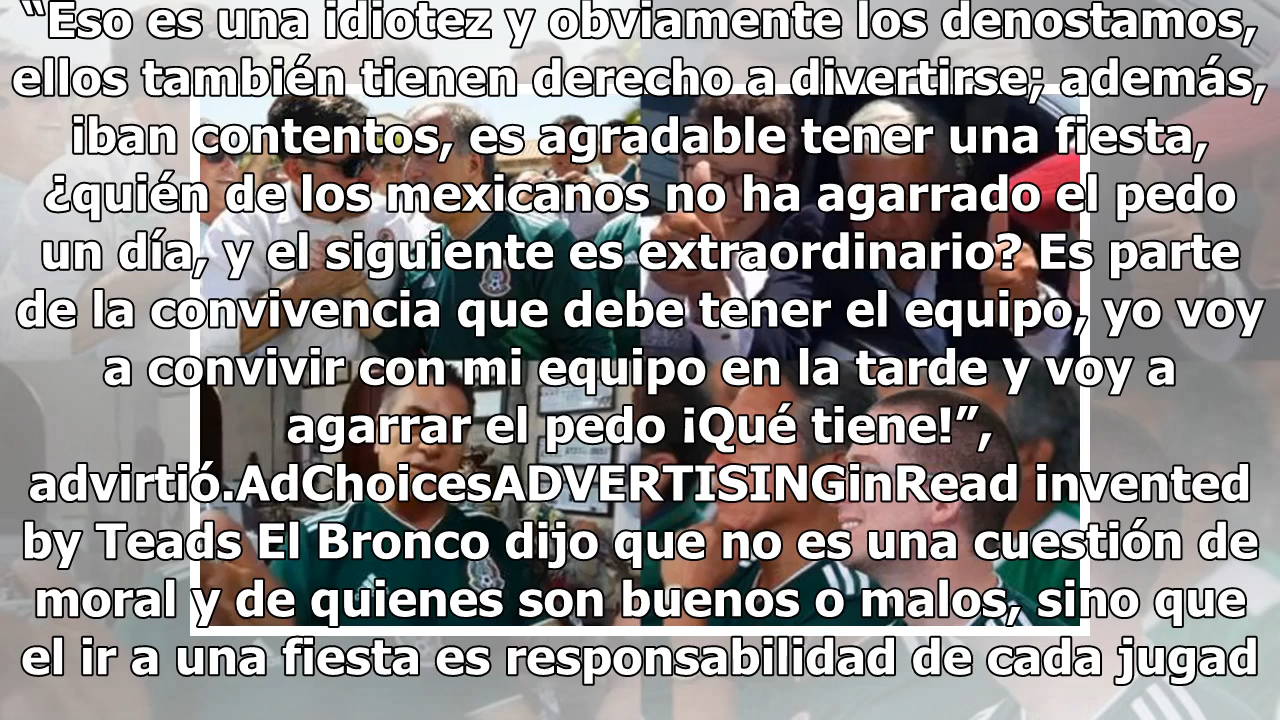 “Eso es una idiotez y obviamente los denostamos,
ellos también tienen derecho a divertirse; además,
iban contentos, es agradable tener una fiesta,
¿quién de los mexicanos no ha agarrado el pedo
un día, y el siguiente es extraordinario? Es parte
de la convivencia que debe tener el equipo, yo voy
a convivir con mi equipo en la tarde y voy a
agarrar el pedo ¡Qué tiene!”,
advirtió.AdChoicesADVERTISINGinRead invented
by Teads El Bronco dijo que no es una cuestión de
moral y de quienes son buenos o malos, sino que
el ir a una fiesta es responsabilidad de cada jugad